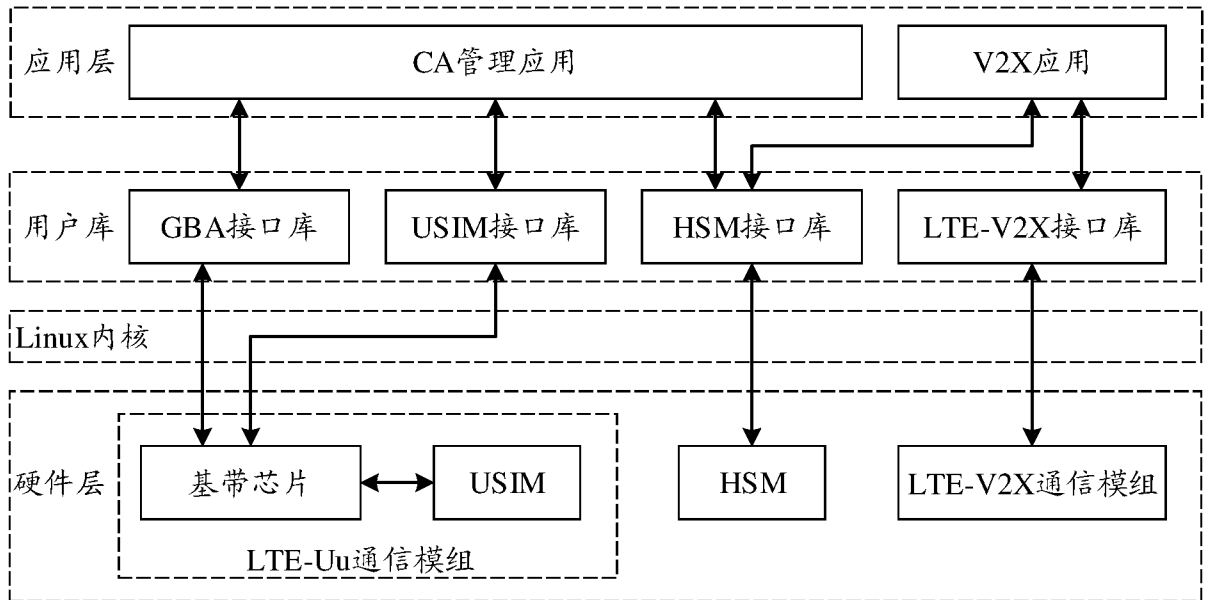 应用层
CA管理应用
V2X应用
用户库
GBA接口库
USIM接口库
HSM接口库
LTE-V2X接口库
Linux内核
硬件层
基带芯片
USIM
HSM
LTE-V2X通信模组
LTE-Uu通信模组